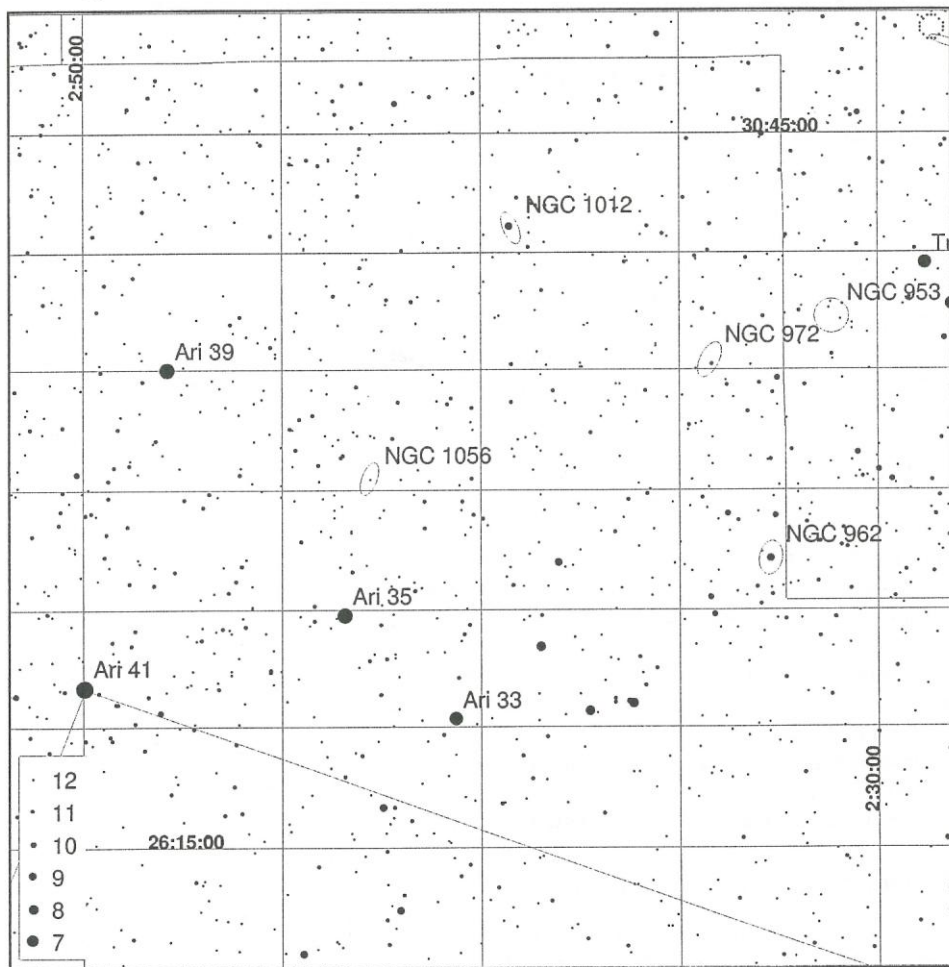 2:50:00
30:45:00
NGC 1012
NGC 953
NGC 972
Ari 39
NGC 1056
NGC 962
Ari 35
Ari 41
Ari 33
2:30:00
26:15:00
12
11
10
9
8
7